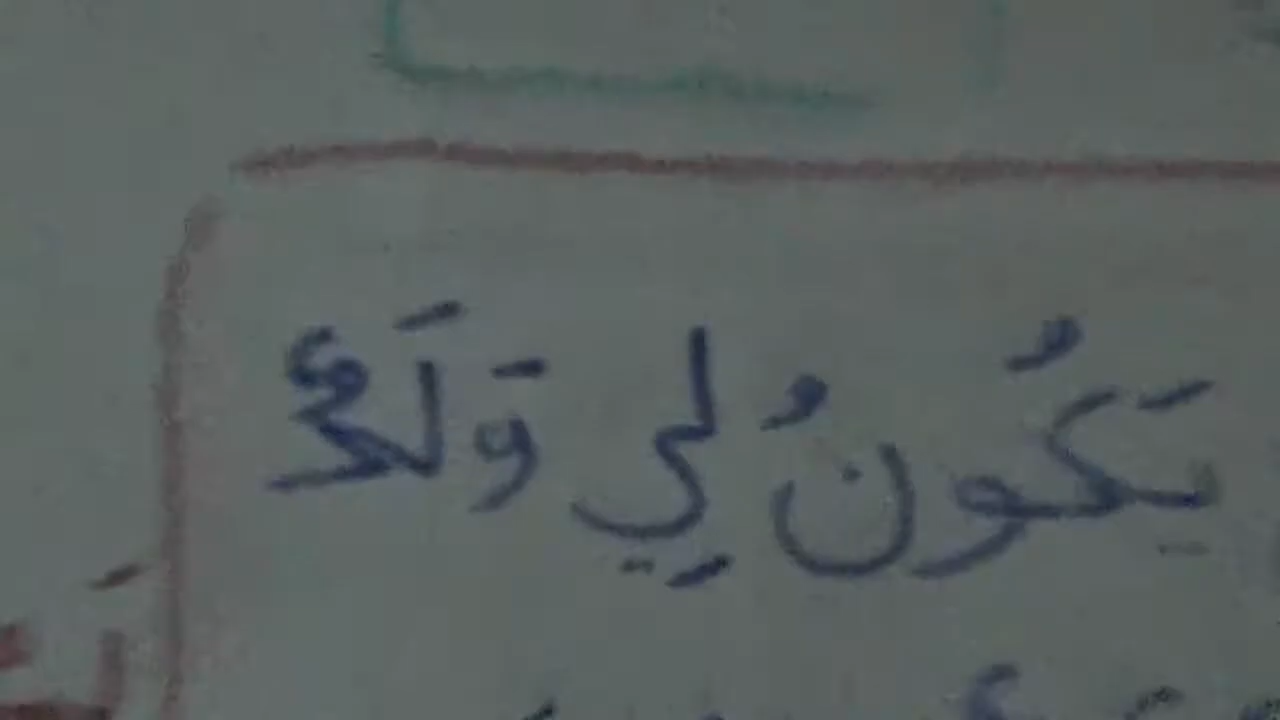 يَكُونُ لِي وَلَدٌ